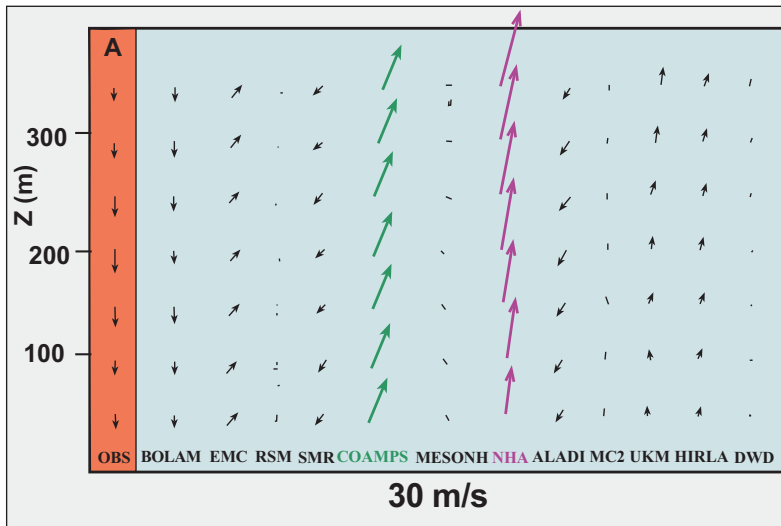 A
300
Z (m)
200
100
OBS BOLAM EMC RSM SMR COAMPS MESONH NHA ALADI MC2 UKM HIRLA DWD
30 m/s